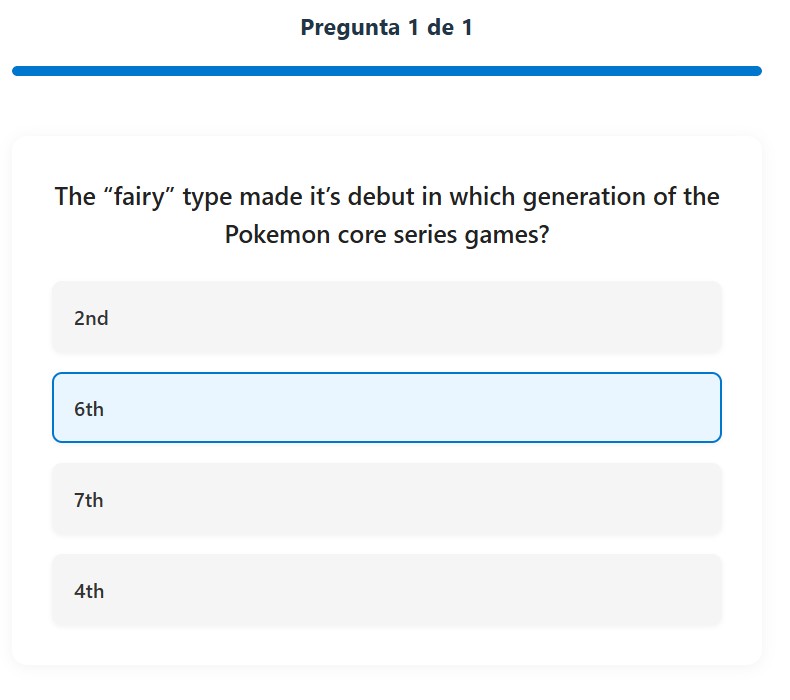 Pregunta 1 de 1
The “fairy” type made it’s debut in which generation of the
Pokemon core series games?
2nd
6th
7th
4th